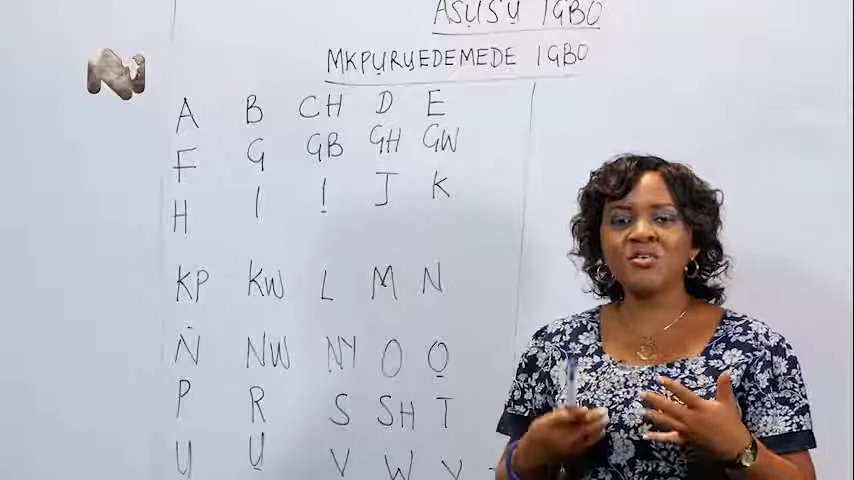 ASỤSỤ IGBO
MKPỤRỤEDEMEDE IGBO
A B CH D E
F G GB GH GW
H I Ị J K
KP KW L M N
Ṅ NW NY O Ọ
P R S SH T
U Ụ V W Y